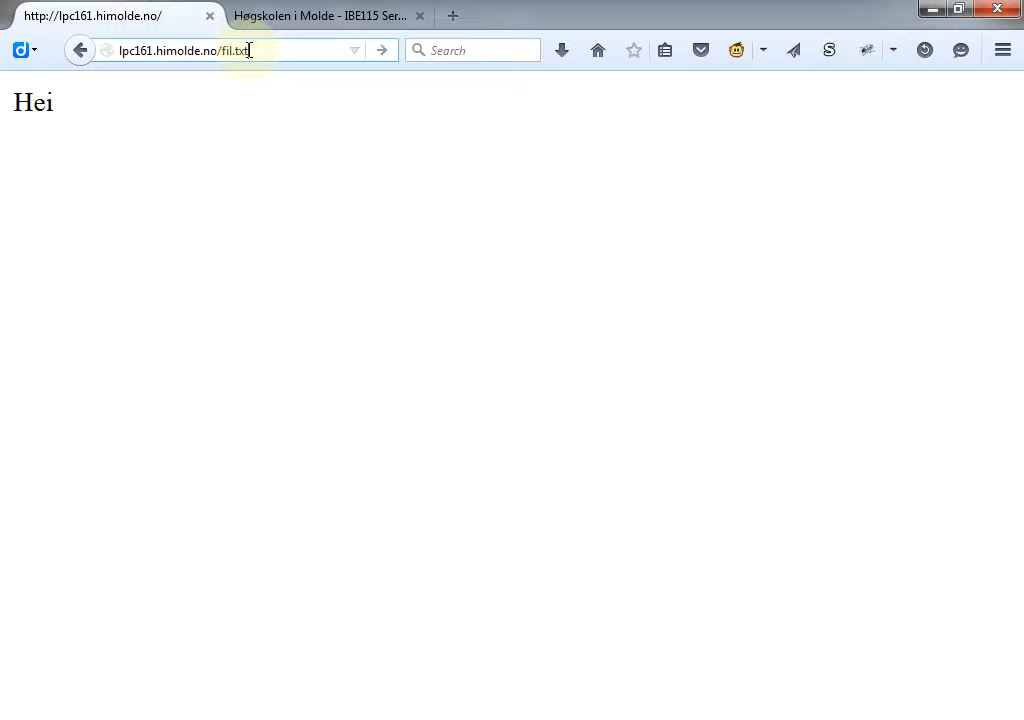 http://lpc161.himolde.no/
Høgskolen i Molde - IBE115 Ser...
lpc161.himolde.no/fil.txt
Search
Hei